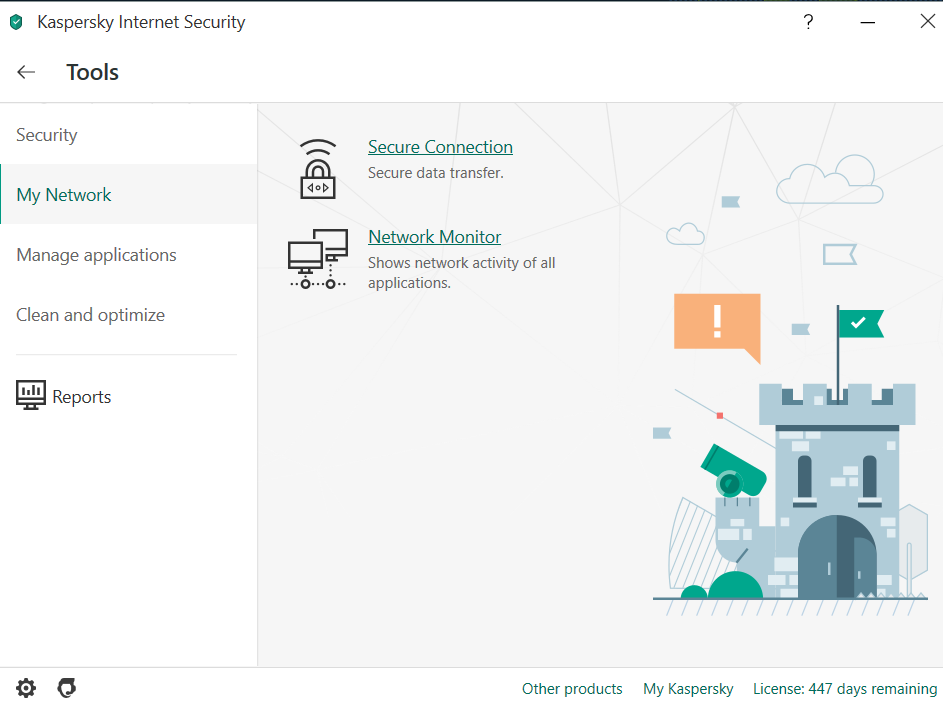 Kaspersky Internet Security
?
Tools
Security
My Network
Manage applications
Clean and optimize
Reports
Secure Connection
Secure data transfer.
Network Monitor
Shows network activity of all
applications.
!
Other products
My Kaspersky
License: 447 days remaining